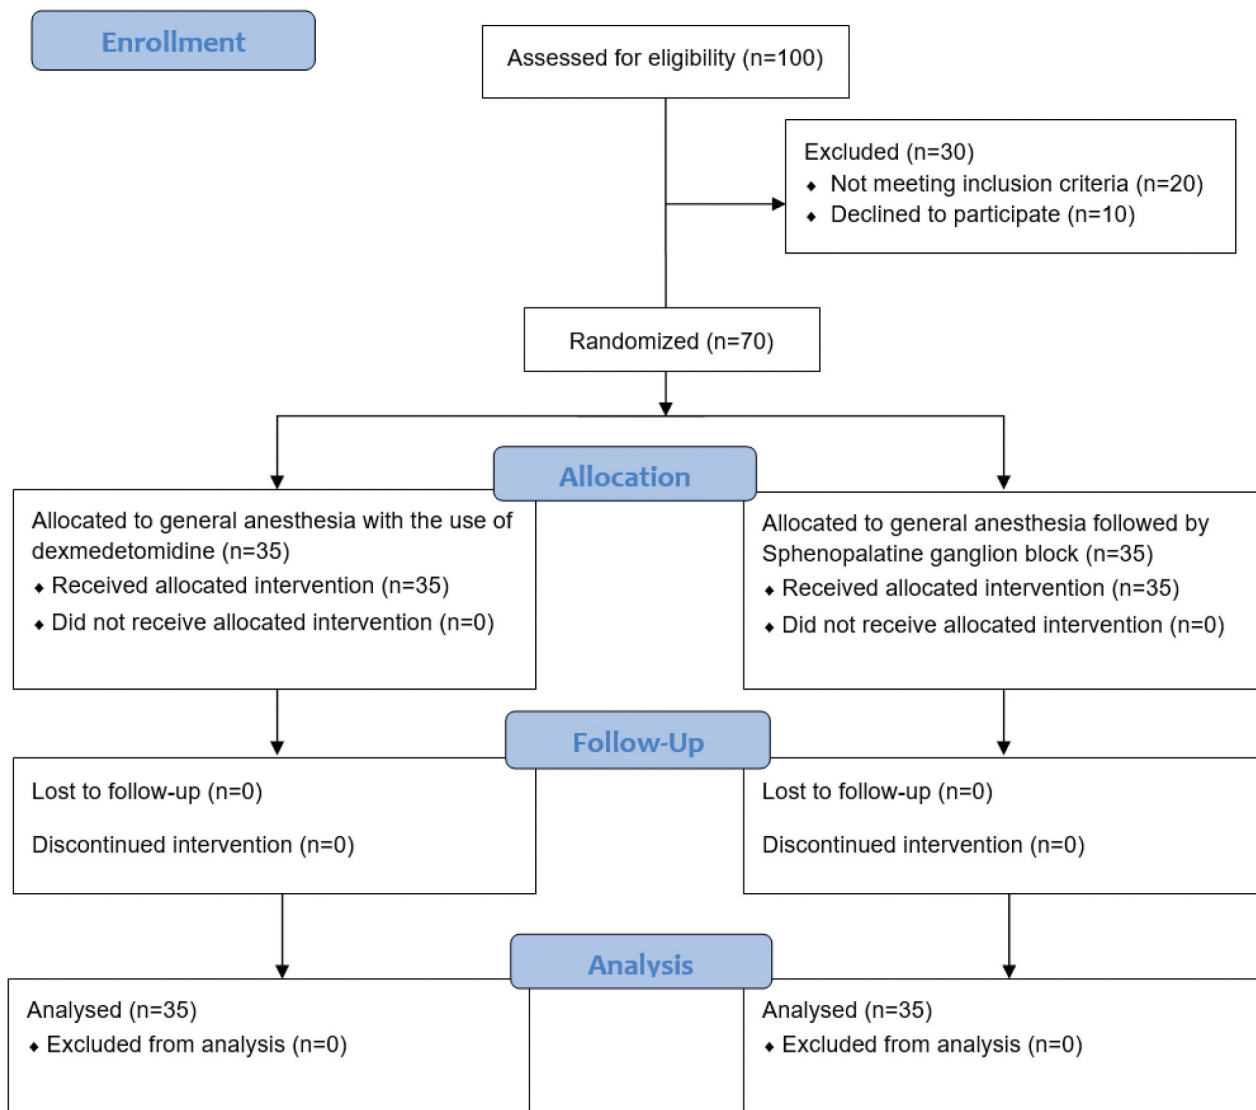 Enrollment
Assessed for eligibility (n=100)
Excluded (n=30)
⬥ Not meeting inclusion criteria (n=20)
⬥ Declined to participate (n=10)
Randomized (n=70)
Allocation
Allocated to general anesthesia with the use of
dexmedetomidine (n=35)
⬥ Received allocated intervention (n=35)
⬥ Did not receive allocated intervention (n=0)
Allocated to general anesthesia followed by
Sphenopalatine ganglion block (n=35)
⬥ Received allocated intervention (n=35)
⬥ Did not receive allocated intervention (n=0)
Follow-Up
Lost to follow-up (n=0)
Discontinued intervention (n=0)
Lost to follow-up (n=0)
Discontinued intervention (n=0)
Analysis
Analysed (n=35)
⬥ Excluded from analysis (n=0)
Analysed (n=35)
⬥ Excluded from analysis (n=0)